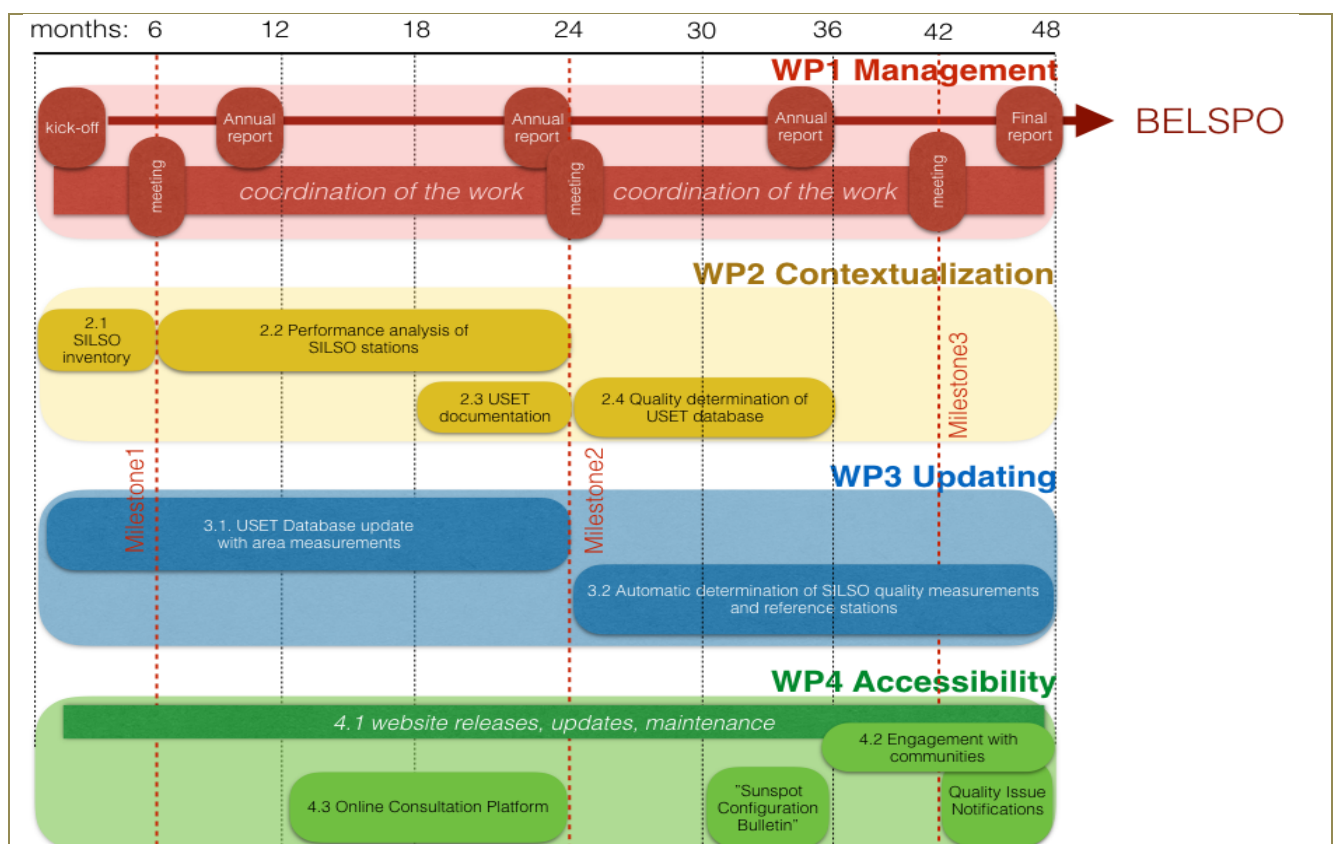 months: 6 12 18 24 30 36 42 48
WP1 Management
kick-off
Annual
report
Annual
report
Annual
report
Final
report
BELSPO
meeting
coordination of the work
meeting
coordination of the work
meeting
WP2 Contextualization
2.1
SILSO
inventory
2.2 Performance analysis of
SILSO stations
2.3 USET
documentation
2.4 Quality determination of
USET database
Milestone3
Milestone1
Milestone2
WP3 Updating
3.1. USET Database update
with area measurements
3.2 Automatic determination of SILSO quality measurements
and reference stations
WP4 Accessibility
4.1 website releases, updates, maintenance
4.2 Engagement with
communities
4.3 Online Consultation Platform
"Sunspot
Configuration
Bulletin"
Quality Issue
Notifications